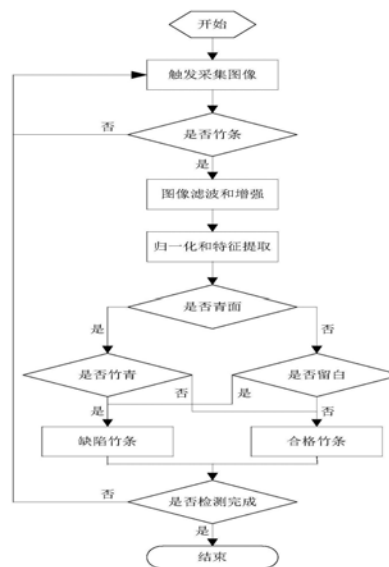 开始
触发采集图像
否
是否竹条
是
图像滤波和增强
归一化和特征提取
是否青面
是
否
是否竹青
否
是
是否留白
是
否
缺陷竹条
合格竹条
否
是否检测完成
是
结束